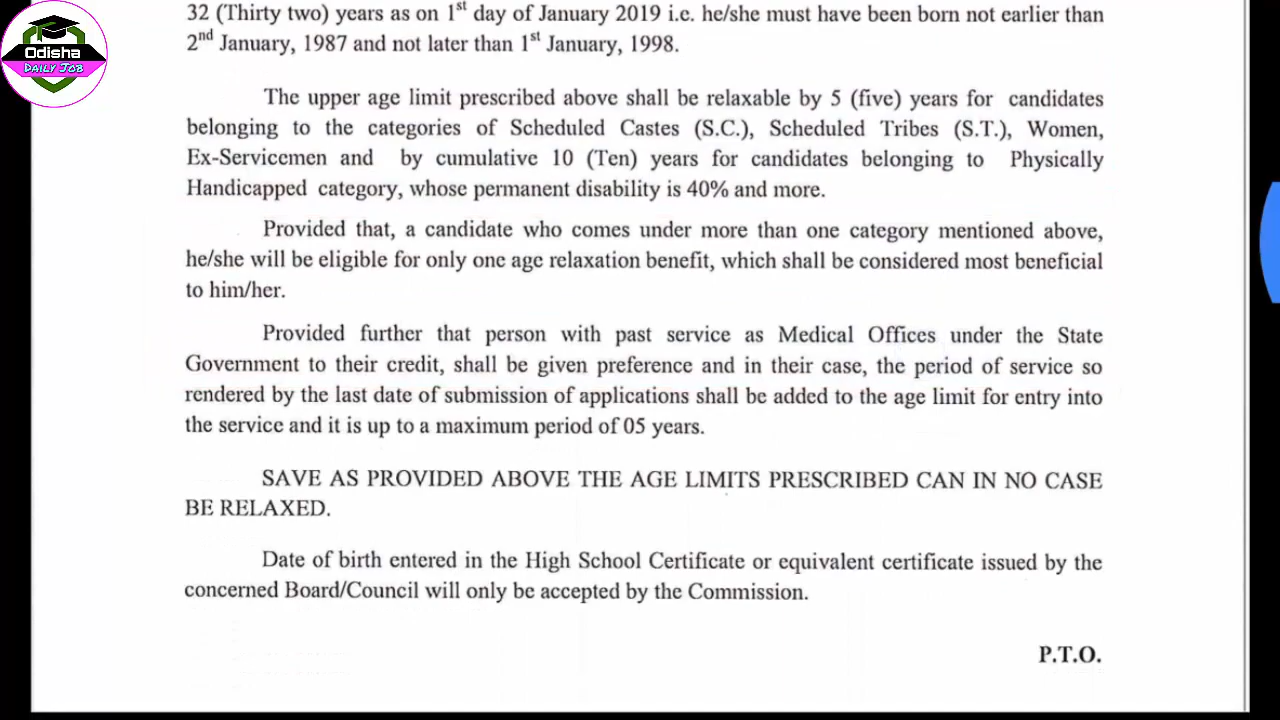 Odisha
DAILY JOB
32 (Thirty two) years as on 1st day of January 2019 i.e. he/she must have been born not earlier than
2nd January, 1987 and not later than 1st January, 1998.
The upper age limit prescribed above shall be relaxable by 5 (five) years for candidates
belonging to the categories of Scheduled Castes (S.C.), Scheduled Tribes (S.T.), Women,
Ex-Servicemen and by cumulative 10 (Ten) years for candidates belonging to Physically
Handicapped category, whose permanent disability is 40% and more.
Provided that, a candidate who comes under more than one category mentioned above,
he/she will be eligible for only one age relaxation benefit, which shall be considered most beneficial
to him/her.
Provided further that person with past service as Medical Offices under the State
Government to their credit, shall be given preference and in their case, the period of service so
rendered by the last date of submission of applications shall be added to the age limit for entry into
the service and it is up to a maximum period of 05 years.
SAVE AS PROVIDED ABOVE THE AGE LIMITS PRESCRIBED CAN IN NO CASE
BE RELAXED.
Date of birth entered in the High School Certificate or equivalent certificate issued by the
concerned Board/Council will only be accepted by the Commission.
P.T.O.